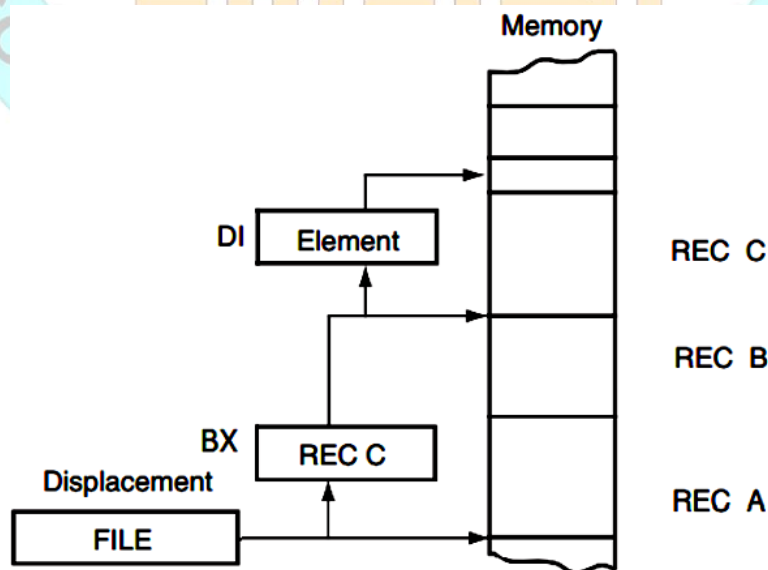 Memory
DI
Element
REC C
REC B
BX
REC C
Displacement
REC A
FILE